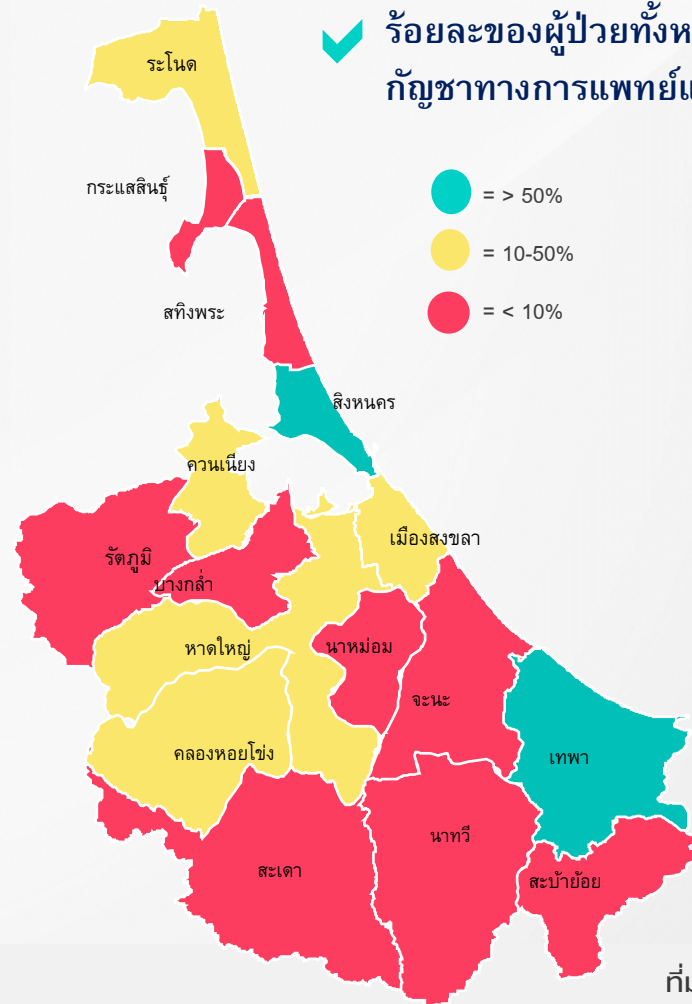 ร้อยละของผู้ป่วยทั้งห
กัญชาทางการแพทย์แ
= > 50%
= 10-50%
= < 10%
ระโนด
กระแสสินธุ์
สทิงพระ
สิงหนคร
ควนเนียง
เมืองสงขลา
รัตภูมิ
บางกล่ำ
หาดใหญ่
นาหม่อม
จะนะ
คลองหอยโข่ง
เทพา
นาทวี
สะเดา
สะบ้าย้อย
ที่ม